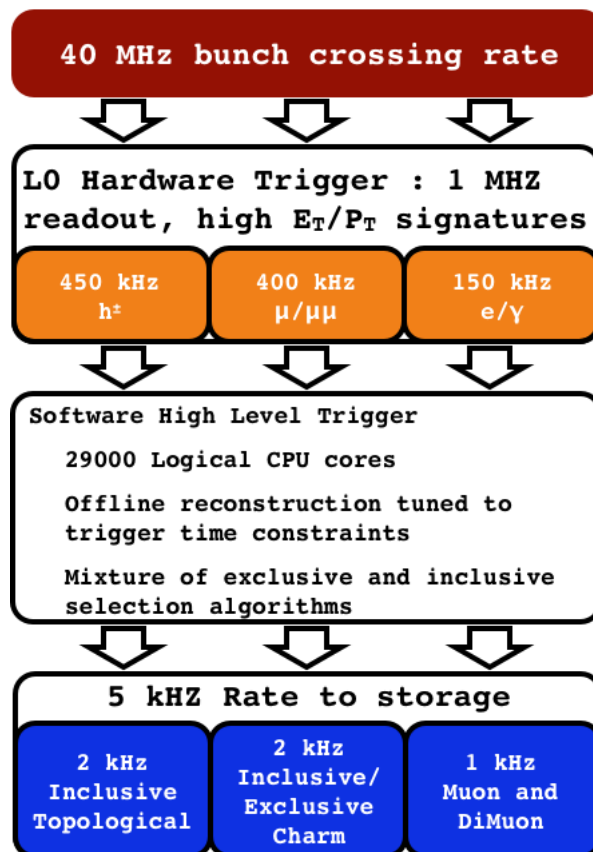 40 MHz bunch crossing rate
L0 Hardware Trigger : 1 MHZ
readout, high ET/PT signatures
450 kHz
h±
400 kHz
μ/μμ
150 kHz
e/γ
Software High Level Trigger
29000 Logical CPU cores
Offline reconstruction tuned to
trigger time constraints
Mixture of exclusive and inclusive
selection algorithms
5 kHZ Rate to storage
2 kHz
Inclusive
Topological
2 kHz
Inclusive/
Exclusive
Charm
1 kHz
Muon and
DiMuon